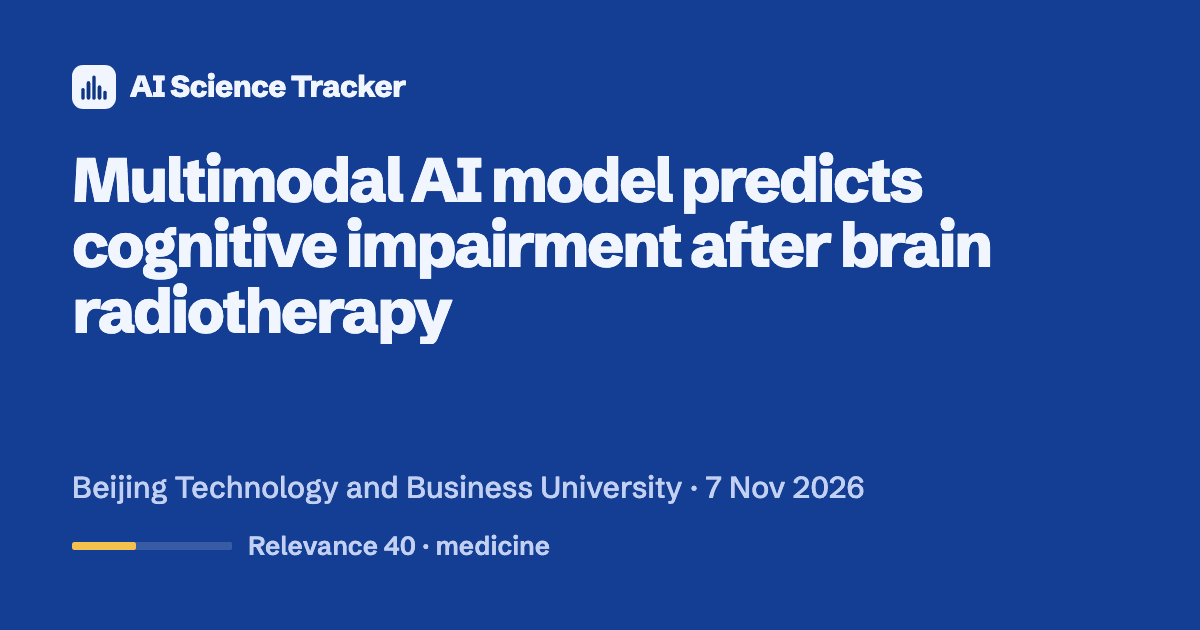 AI Science Tracker
Multimodal AI model predicts
cognitive impairment after brain
radiotherapy
Beijing Technology and Business University · 7 Nov 2026
Relevance 40 · medicine